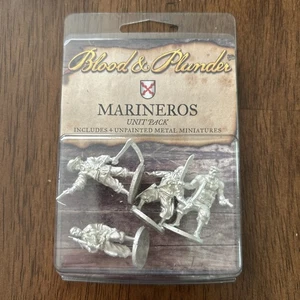 Blood & Plunder
MARINEROS
UNIT PACK
INCLUDES 4 UNPAINTED METAL MINIATURES